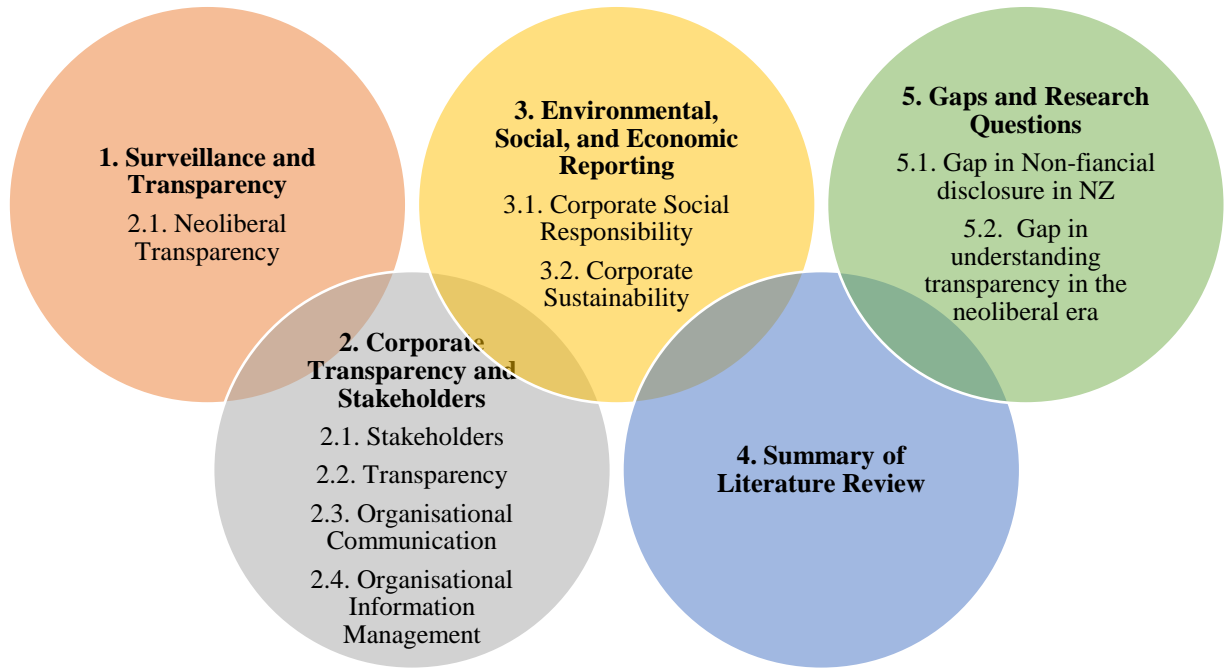 1. Surveillance and
Transparency
2.1. Neoliberal
Transparency
2. Corporate
Transparency and
Stakeholders
2.1. Stakeholders
2.2. Transparency
2.3. Organisational
Communication
2.4. Organisational
Information
Management
3. Environmental,
Social, and Economic
Reporting
3.1. Corporate Social
Responsibility
3.2. Corporate
Sustainability
4. Summary of
Literature Review
5. Gaps and Research
Questions
5.1. Gap in Non-fiancial
disclosure in NZ
5.2. Gap in
understanding
transparency in the
neoliberal era